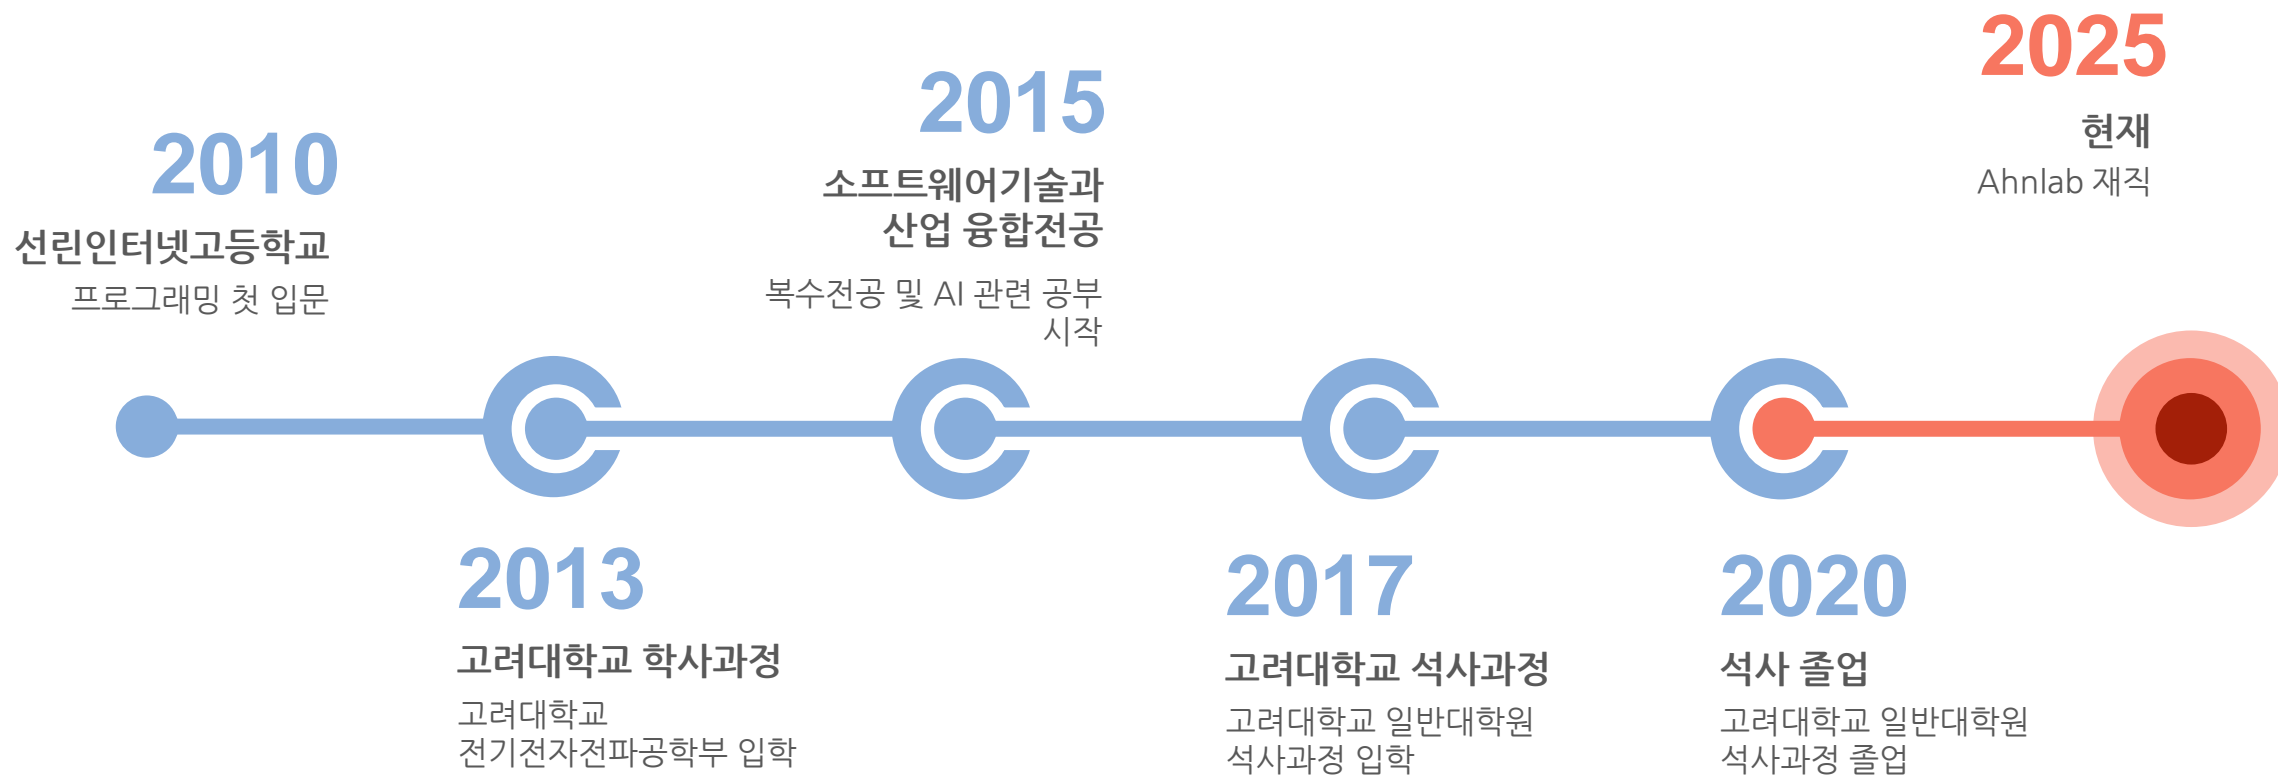 2010
선린인터넷고등학교
프로그래밍 첫 입문
2013
고려대학교 학사과정
고려대학교
전기전자전파공학부 입학
2015
소프트웨어기술과
산업 융합전공
복수전공 및 AI 관련 공부
시작
2017
고려대학교 석사과정
고려대학교 일반대학원
석사과정 입학
2020
석사 졸업
고려대학교 일반대학원
석사과정 졸업
2025
현재
Ahnlab 재직